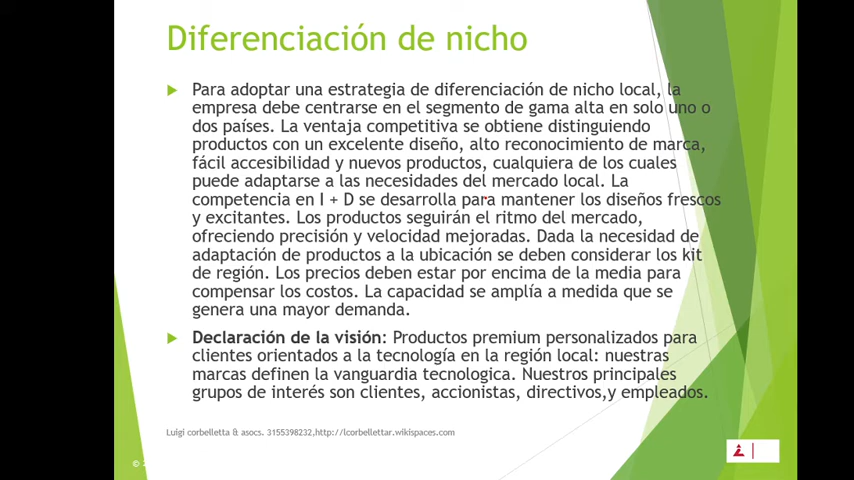 Diferenciación de nicho
Para adoptar una estrategia de diferenciación de nicho local, la
empresa debe centrarse en el segmento de gama alta en solo uno o
dos países. La ventaja competitiva se obtiene distinguiendo
productos con un excelente diseño, alto reconocimiento de marca,
fácil accesibilidad y nuevos productos, cualquiera de los cuales
puede adaptarse a las necesidades del mercado local. La
competencia en I + D se desarrolla para mantener los diseños frescos
y excitantes. Los productos seguirán el ritmo del mercado,
ofreciendo precisión y velocidad mejoradas. Dada la necesidad de
adaptación de productos a la ubicación se deben considerar los kit
de región. Los precios deben estar por encima de la media para
compensar los costos. La capacidad se amplía a medida que se
genera una mayor demanda.
Declaración de la visión: Productos premium personalizados para
clientes orientados a la tecnología en la región local: nuestras
marcas definen la vanguardia tecnologica. Nuestros principales
grupos de interés son clientes, accionistas, directivos,y empleados.
Luigi corbelletta & asocs. 3155398232,http://lcorbellettar.wikispaces.com
©